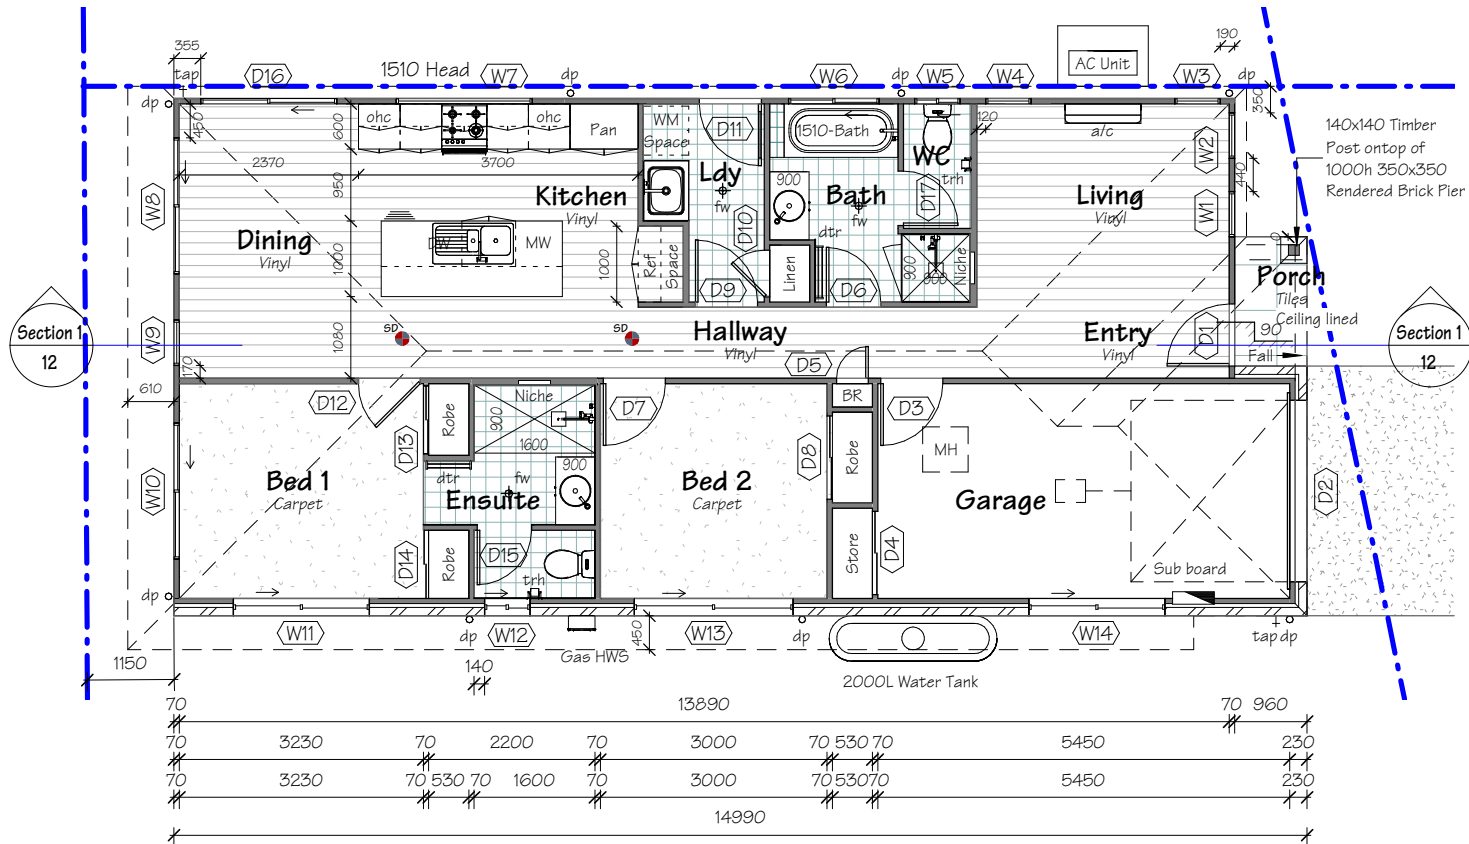 355
190
tap
D16
1510 Head
W7
dp
W6
dp
W5
W4
AC Unit
W3
dp
dp
450
600
ohc
ohc
Pan
WM
Space
D11
1510-Bath
WC
trh
120
a/c
350
140x140 Timber
Post ontop of
1000h 350x350
Rendered Brick Pier
2370
3700
950
Kitchen
Vinyl
Ldy
fw
900
Bath
fw
dtr
D17
Living
Vinyl
W2
440
W1
W8
Dining
Vinyl
1000
DW
MW
1000
Ref
Space
D10
Linen
D9
D6
900
900
Niche
0
Porch
Tiles
Ceiling lined
Section 1
12
W9
1080
170
SD
SD
Hallway
Vinyl
D5
Entry
Vinyl
D1
90
Fall
Section 1
12
610
D12
Robe
D13
Niche
900
1600
D7
BR
D3
D8
Robe
MH
W10
Bed 1
Carpet
dtr
fw
900
Ensuite
Bed 2
Carpet
Garage
D2
D14
Robe
D15
trh
Store
D4
Sub board
dp
W11
dp
W12
Gas HWS
450
W13
dp
W14
tap
dp
1150
140
2000L Water Tank
70
13890
70
960
70
3230
70
2200
70
3000
70
530
70
5450
230
70
3230
70
530
70
1600
70
3000
70
530
70
5450
230
14990